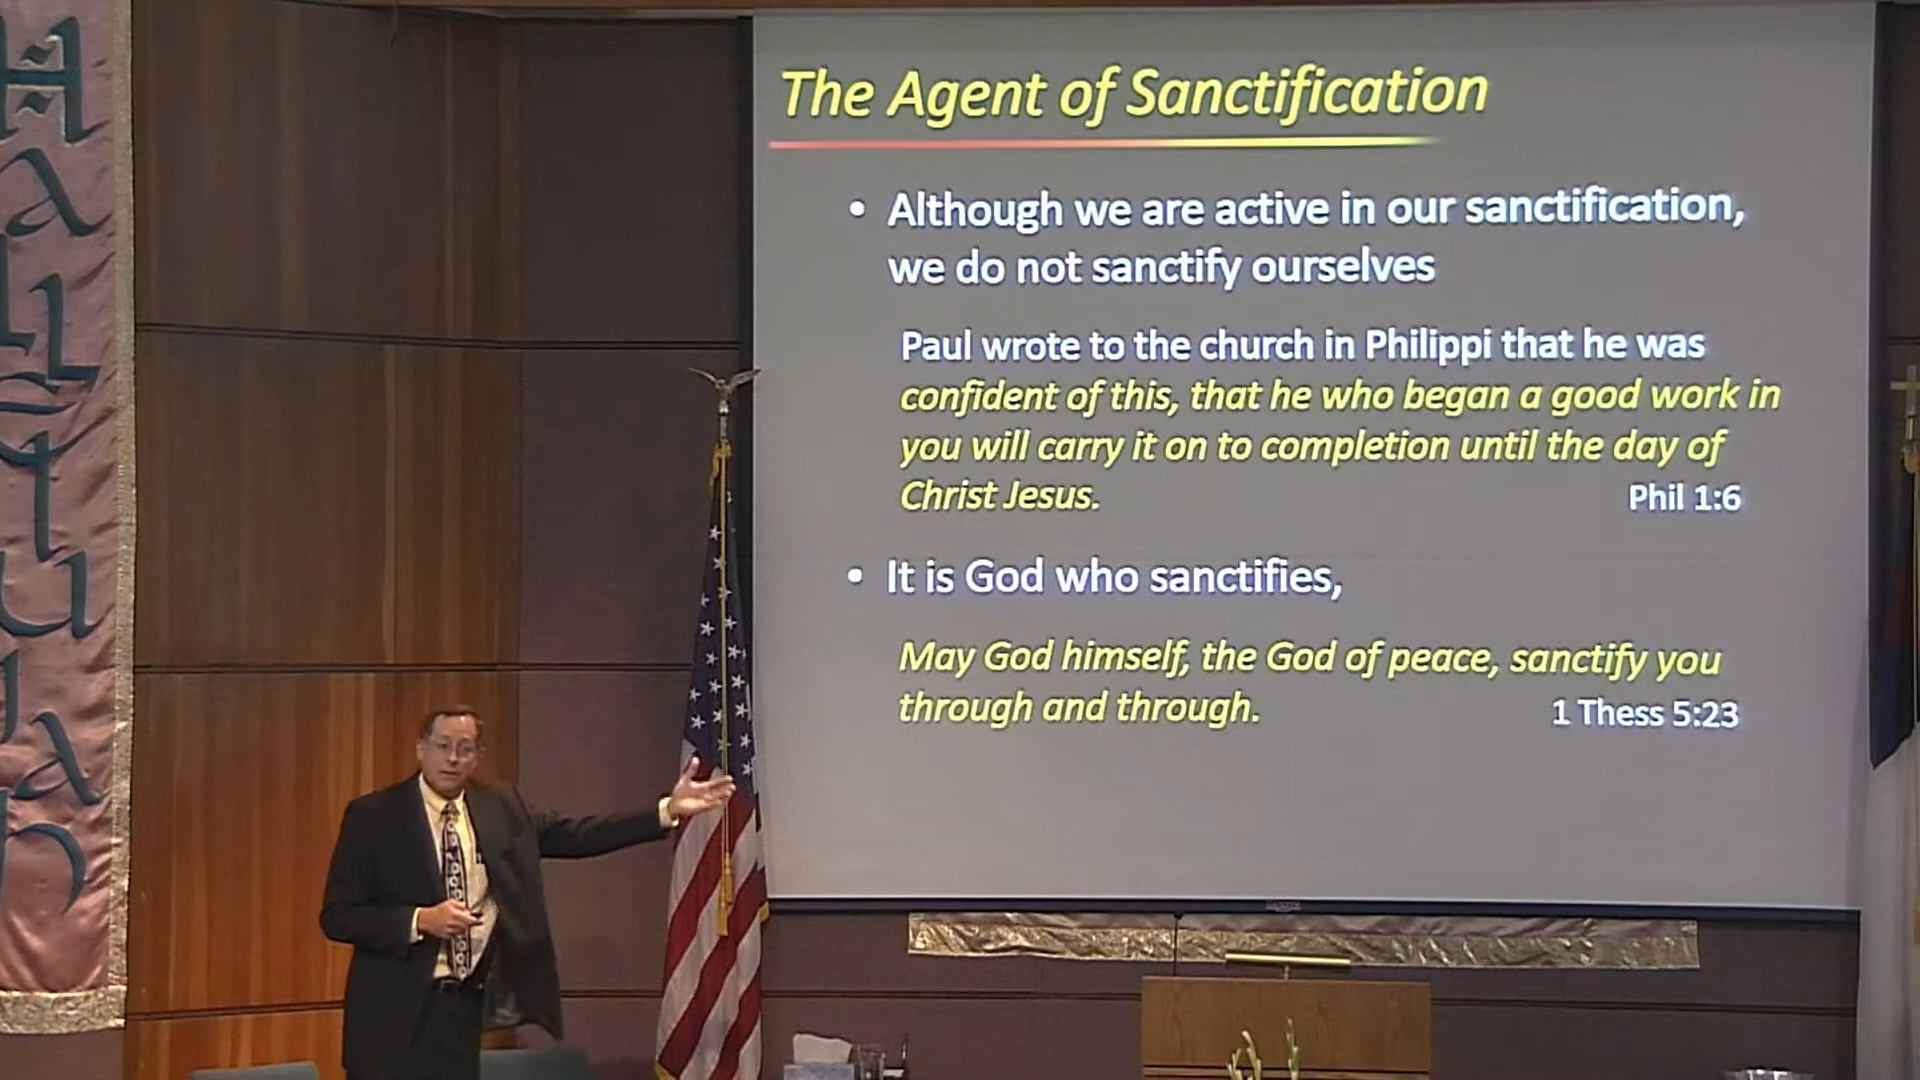 Hallelujah
The Agent of Sanctification
• Although we are active in our sanctification,
we do not sanctify ourselves
Paul wrote to the church in Philippi that he was
confident of this, that he who began a good work in
you will carry it on to completion until the day of
Christ Jesus. Phil 1:6
• It is God who sanctifies,
May God himself, the God of peace, sanctify you
through and through. 1 Thess 5:23